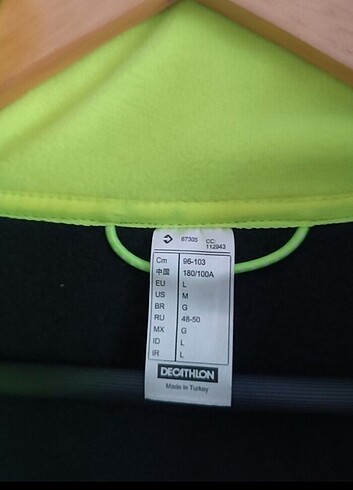 67305 CC:
112943
Cm 96-103
中国 180/100A
EU L
US M
BR G
RU 48-50
MX G
ID L
IR L
DECATHLON
Made in Turkey